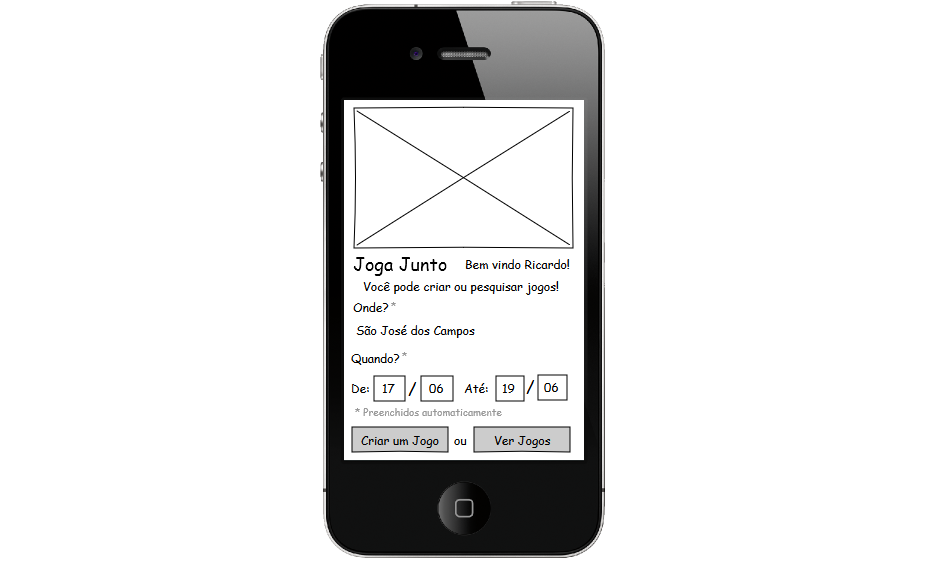 Joga Junto Bem vindo Ricardo!
Você pode criar ou pesquisar jogos!
Onde?*
São José dos Campos
Quando?*
De: 17 / 06 Até: 19 / 06
* Preenchidos automaticamente
Criar um Jogo ou Ver Jogos